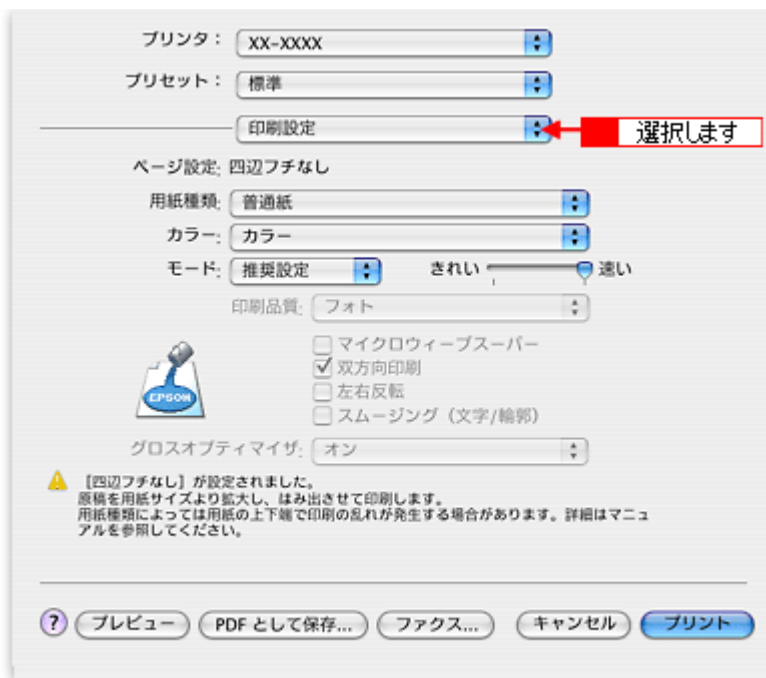 プリンタ： XX-XXXX
プリセット： 標準
印刷設定 選択します
ページ設定: 四辺フチなし
用紙種類: 普通紙
カラー: カラー
モード: 推奨設定 きれい 速い
印刷品質: フォト
マイクロウィーブスーパー
双方向印刷
左右反転
スムージング（文字/輪郭）
EPSON
グロスオプティマイザ: オン
［四辺フチなし］が設定されました。
原稿を用紙サイズより拡大し、はみ出させて印刷します。
用紙種類によっては用紙の上下端で印刷の乱れが発生する場合があります。詳細はマニュ
アルを参照してください。
? プレビュー PDF として保存... ファクス... キャンセル プリント